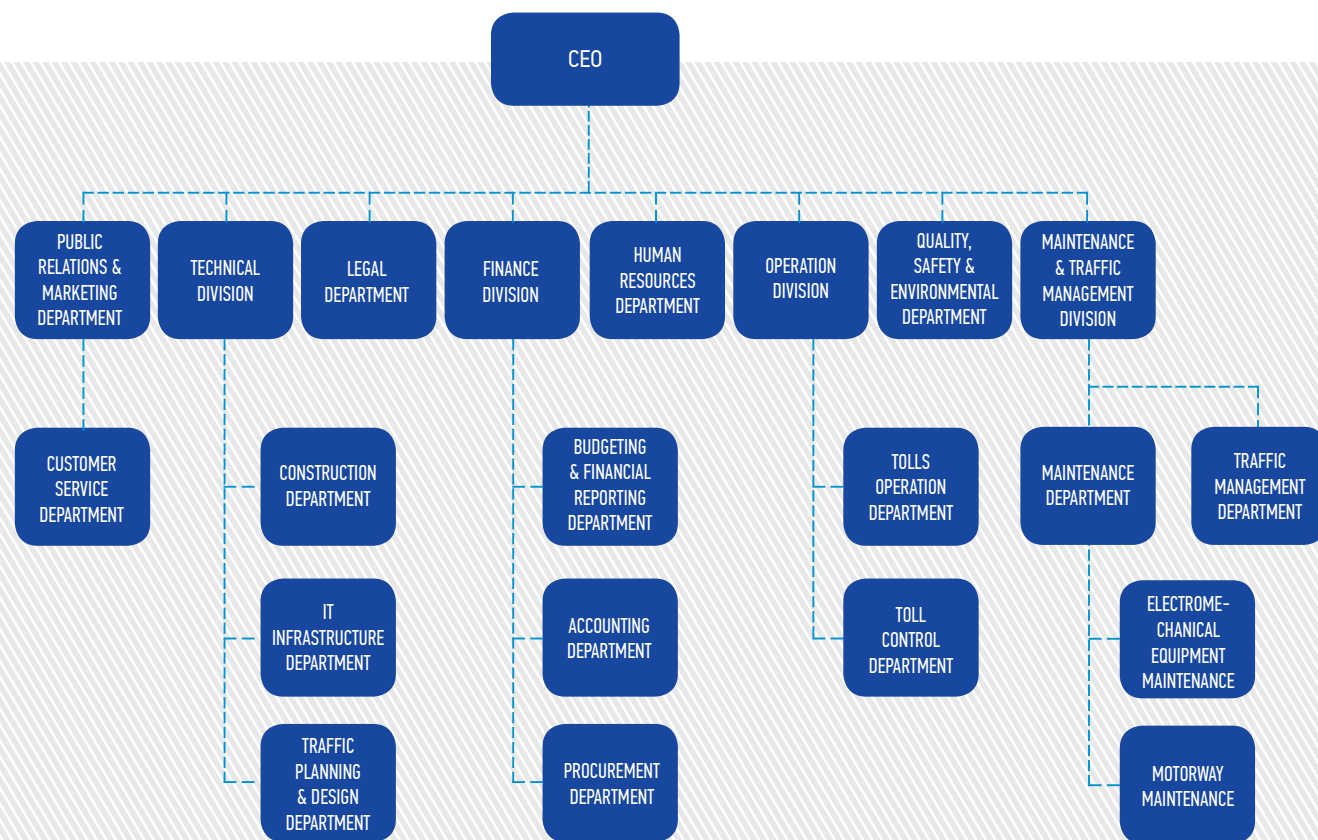 CEO
PUBLIC
RELATIONS &
MARKETING
DEPARTMENT
TECHNICAL
DIVISION
LEGAL
DEPARTMENT
FINANCE
DIVISION
HUMAN
RESOURCES
DEPARTMENT
OPERATION
DIVISION
QUALITY,
SAFETY &
ENVIRONMENTAL
DEPARTMENT
MAINTENANCE
& TRAFFIC
MANAGEMENT
DIVISION
CUSTOMER
SERVICE
DEPARTMENT
CONSTRUCTION
DEPARTMENT
BUDGETING
& FINANCIAL
REPORTING
DEPARTMENT
TOLLS
OPERATION
DEPARTMENT
MAINTENANCE
DEPARTMENT
TRAFFIC
MANAGEMENT
DEPARTMENT
IT
INFRASTRUCTURE
DEPARTMENT
ACCOUNTING
DEPARTMENT
TOLL
CONTROL
DEPARTMENT
ELECTROME-
CHANICAL
EQUIPMENT
MAINTENANCE
TRAFFIC
PLANNING
& DESIGN
DEPARTMENT
PROCUREMENT
DEPARTMENT
MOTORWAY
MAINTENANCE